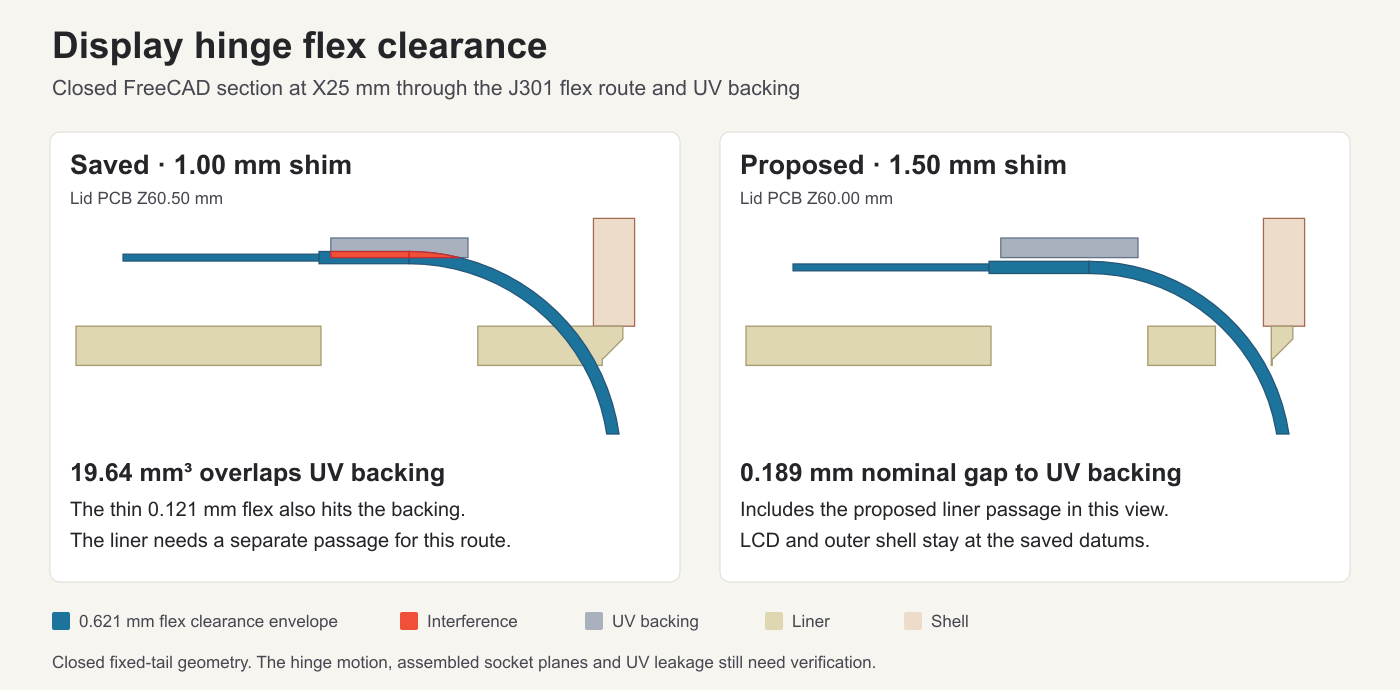 Display hinge flex clearance
Closed FreeCAD section at X25 mm through the J301 flex route and UV backing
Saved · 1.00 mm shim
Lid PCB Z60.50 mm
19.64 mm³ overlaps UV backing
The thin 0.121 mm flex also hits the backing.
The liner needs a separate passage for this route.
Proposed · 1.50 mm shim
Lid PCB Z60.00 mm
0.189 mm nominal gap to UV backing
Includes the proposed liner passage in this view.
LCD and outer shell stay at the saved datums.
0.621 mm flex clearance envelope
Interference
UV backing
Liner
Shell
Closed fixed-tail geometry. The hinge motion, assembled socket planes and UV leakage still need verification.